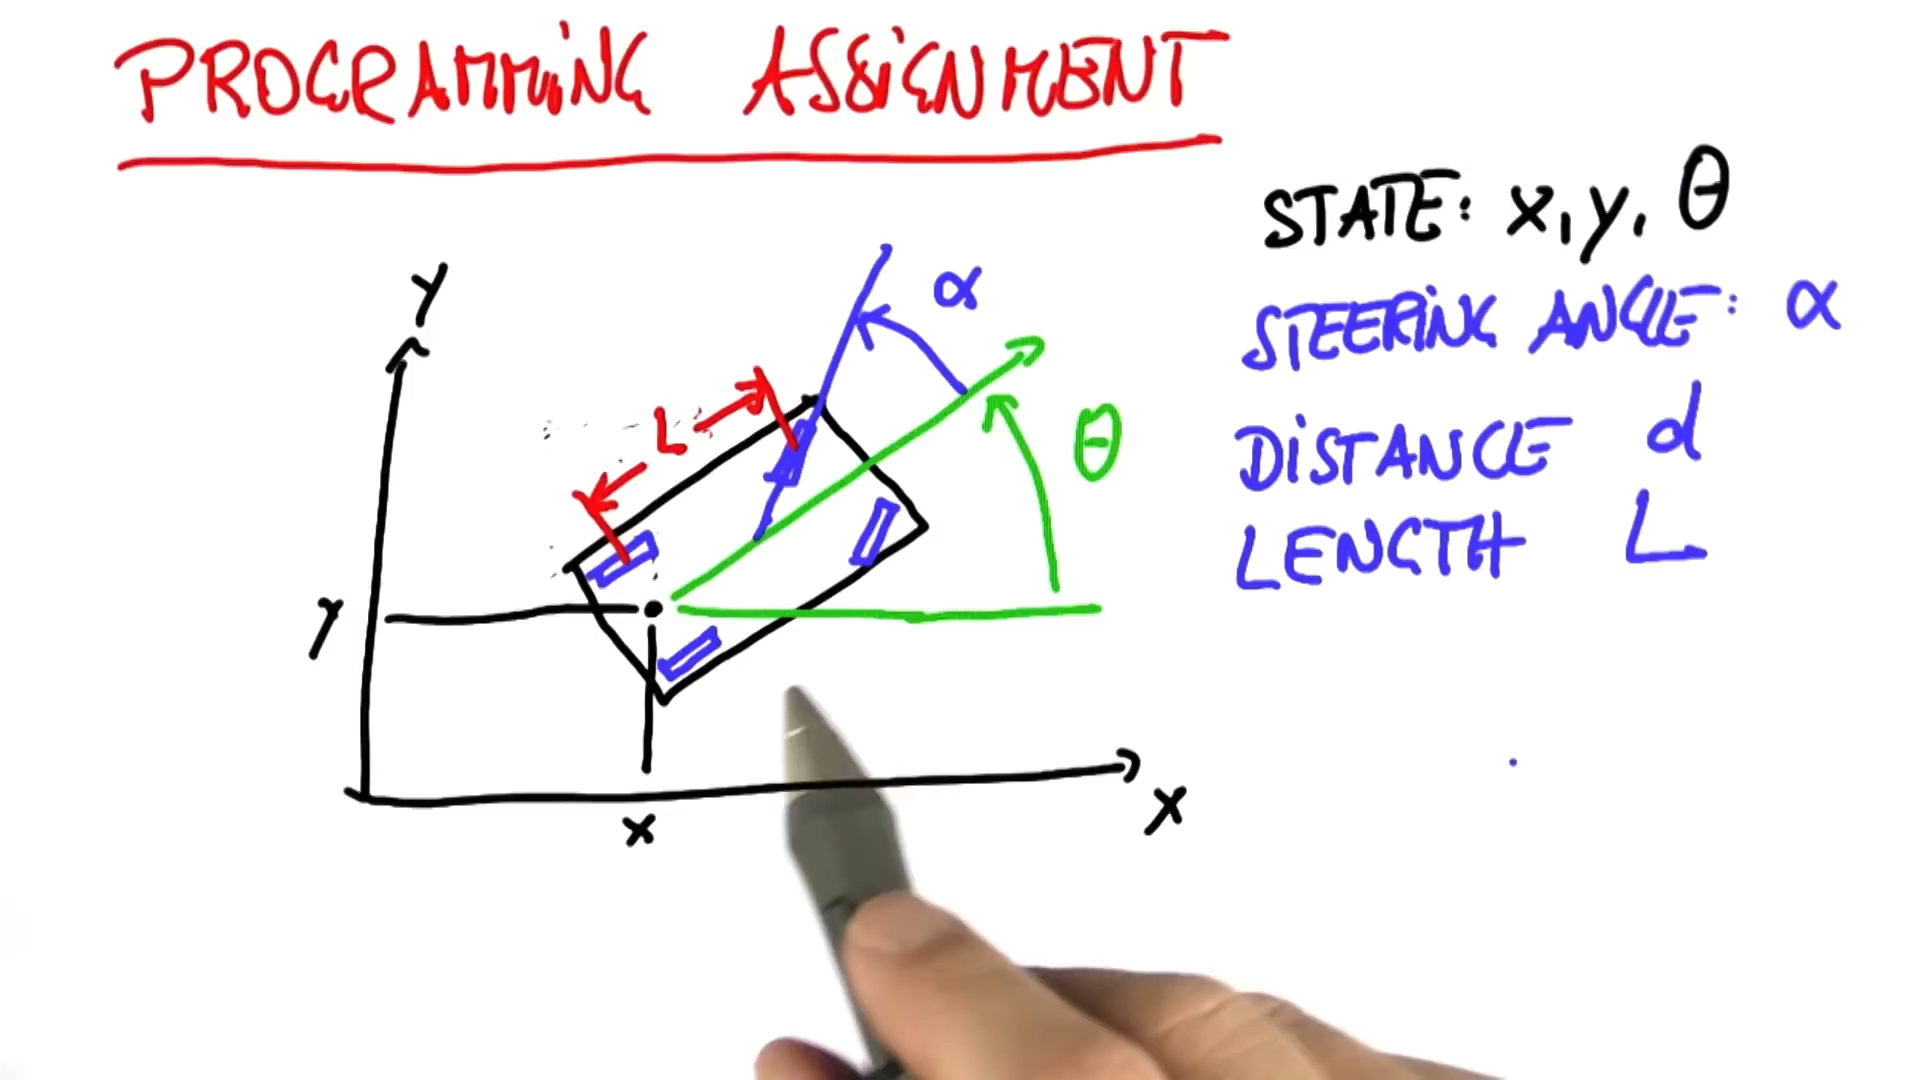 PROGRAMMING ASSIGNMENT
STATE: x, y, θ
STEERING ANGLE: α
DISTANCE d
LENGTH L
y
α
L
θ
y
x
x